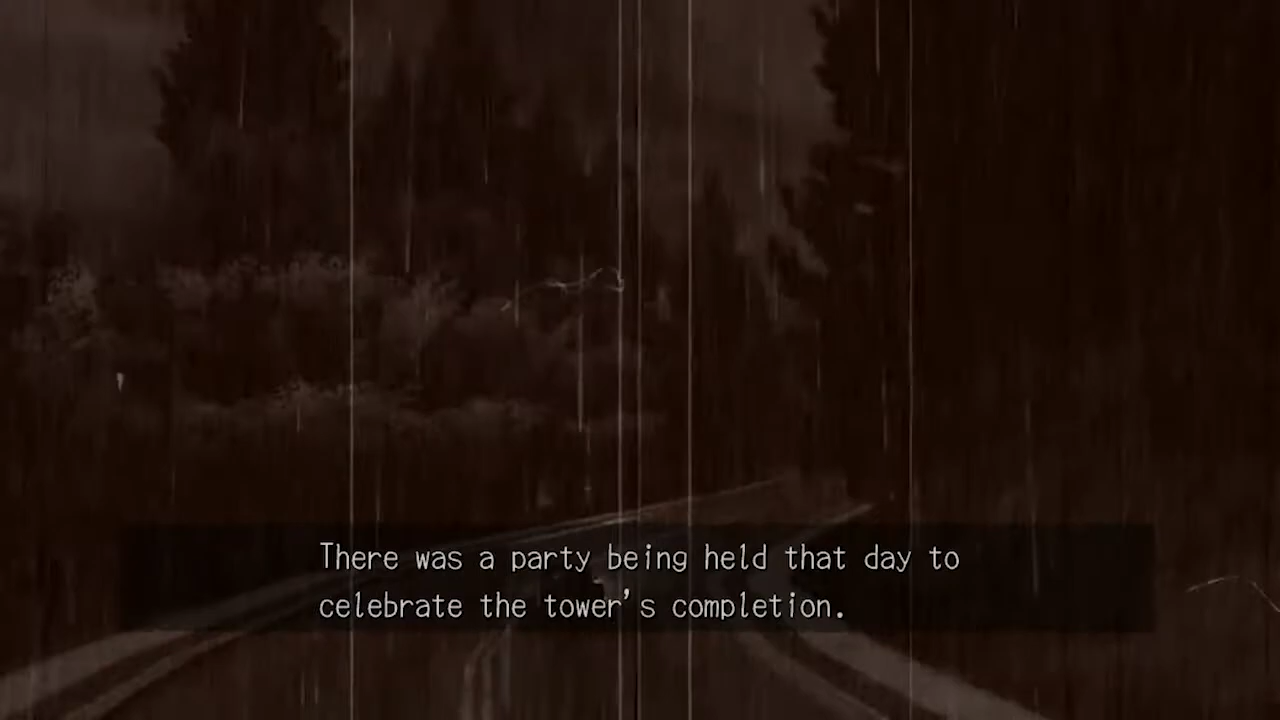 There was a party being held that day to
celebrate the tower's completion.